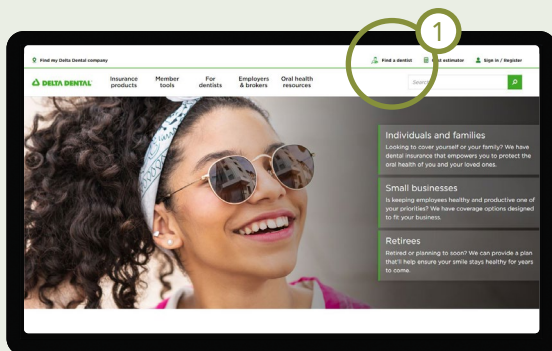 1
Find my Delta Dental company
Find a dentist
Cost estimator
Sign in / Register
DELTA DENTAL
Insurance products
Member tools
For dentists
Employers & brokers
Oral health resources
Search
Individuals and families
Looking to cover yourself or your family? We have
dental insurance that empowers you to protect the
oral health of you and your loved ones.
Small businesses
Is keeping employees healthy and productive one of
your priorities? We have coverage options designed
to fit your business.
Retirees
Retired or planning to soon? We can provide a plan
that'll help ensure your smile stays healthy for years
to come.